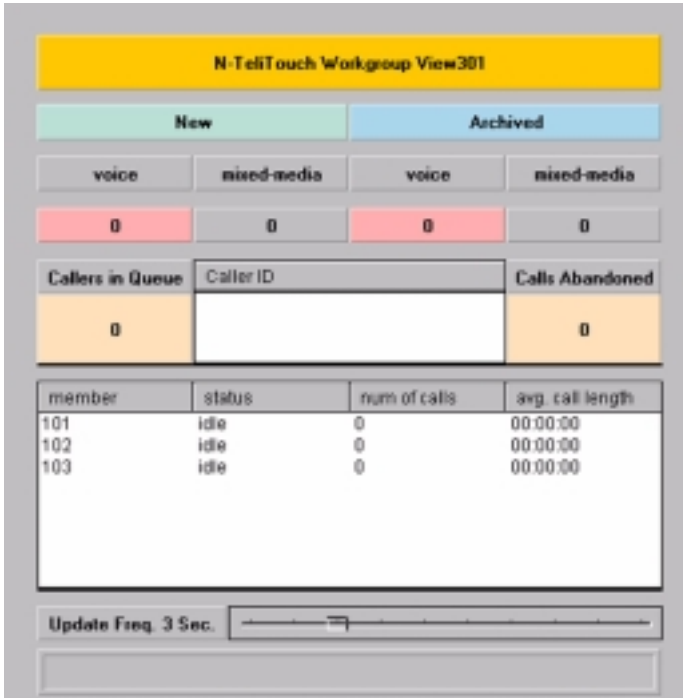 N-TeliTouch Workgroup View301
New Archived
voice mixed-media voice mixed-media
0 0 0 0
Callers in Queue Caller ID Calls Abandoned
0 0
member status num of calls avg. call length
101 idle 0 00:00:00
102 idle 0 00:00:00
103 idle 0 00:00:00
Update Freq. 3 Sec.